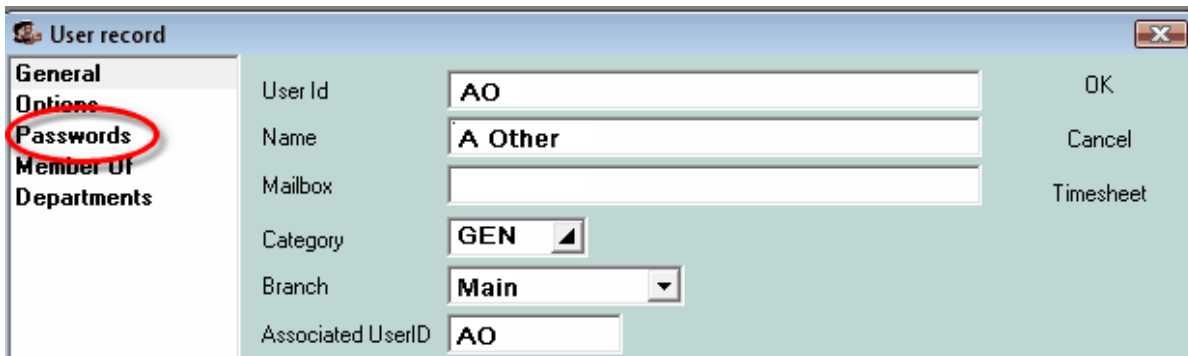 User record
General
Options
Passwords
Member Of
Departments
User Id AO
Name A Other
Mailbox
Category GEN
Branch Main
Associated UserID AO
OK
Cancel
Timesheet